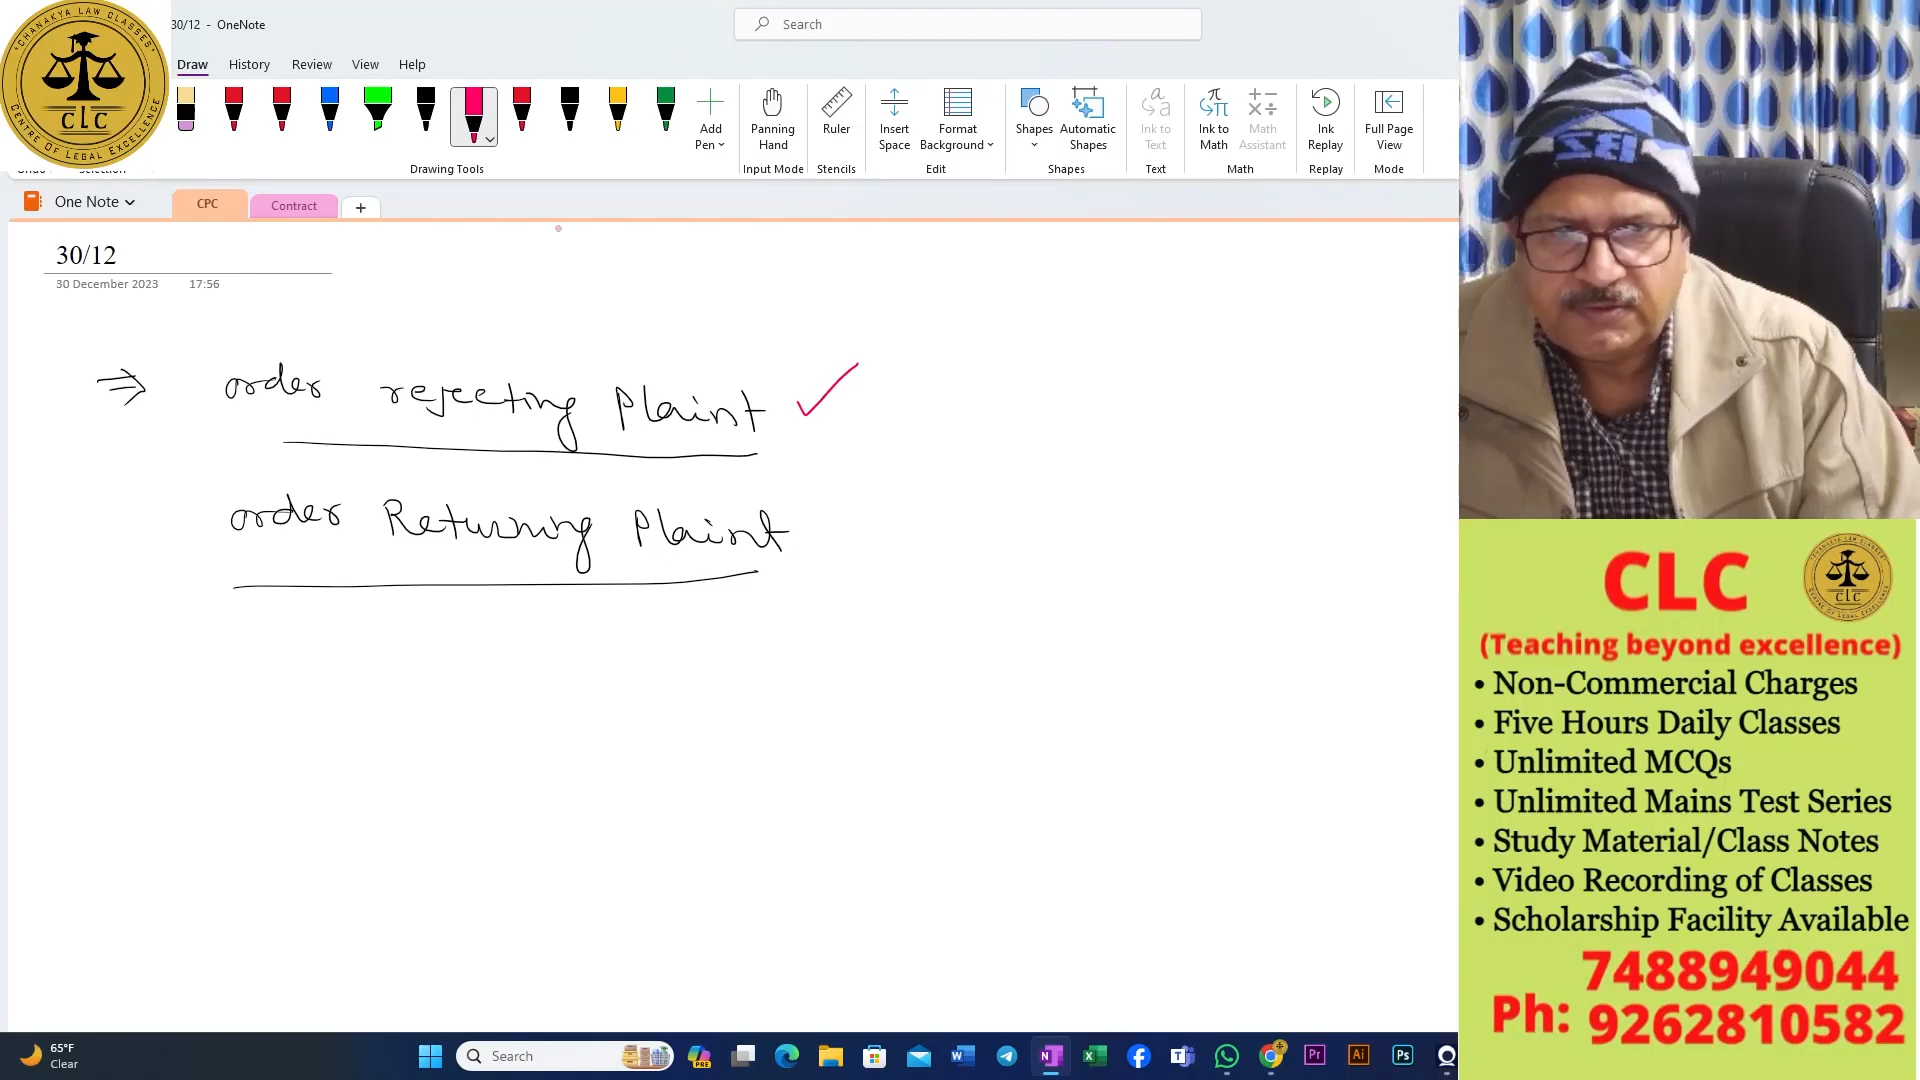 CHANAKYA LAW CLASSES
CLC
CENTRE OF LEGAL EXCELLENCE
30/12 - OneNote
Search
Draw History Review View Help
Add Pen
Panning Hand
Ruler
Insert Space
Format Background
Shapes
Automatic Shapes
Ink to Text
Ink to Math
Math Assistant
Ink Replay
Full Page View
Drawing Tools Input Mode Stencils Edit Shapes Text Math Replay Mode
One Note CPC Contract +
30/12
30 December 2023 17:56
⇒ order rejecting Plaint ✓
order Returning Plaint
SEI
CLC
(Teaching beyond excellence)
• Non-Commercial Charges
• Five Hours Daily Classes
• Unlimited MCQs
• Unlimited Mains Test Series
• Study Material/Class Notes
• Video Recording of Classes
• Scholarship Facility Available
7488949044
Ph: 9262810582
65°F
Clear
Search